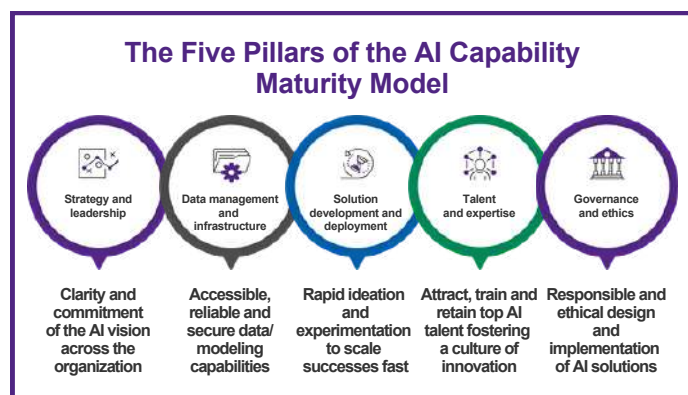 The Five Pillars of the AI Capability
Maturity Model
Strategy and
leadership
Data management
and
infrastructure
Solution
development and
deployment
Talent
and expertise
Governance
and ethics
Clarity and
commitment
of the AI vision
across the
organization
Accessible,
reliable and
secure data/
modeling
capabilities
Rapid ideation
and
experimentation
to scale
successes fast
Attract, train and
retain top AI
talent fostering
a culture of
innovation
Responsible and
ethical design
and
implementation
of AI solutions